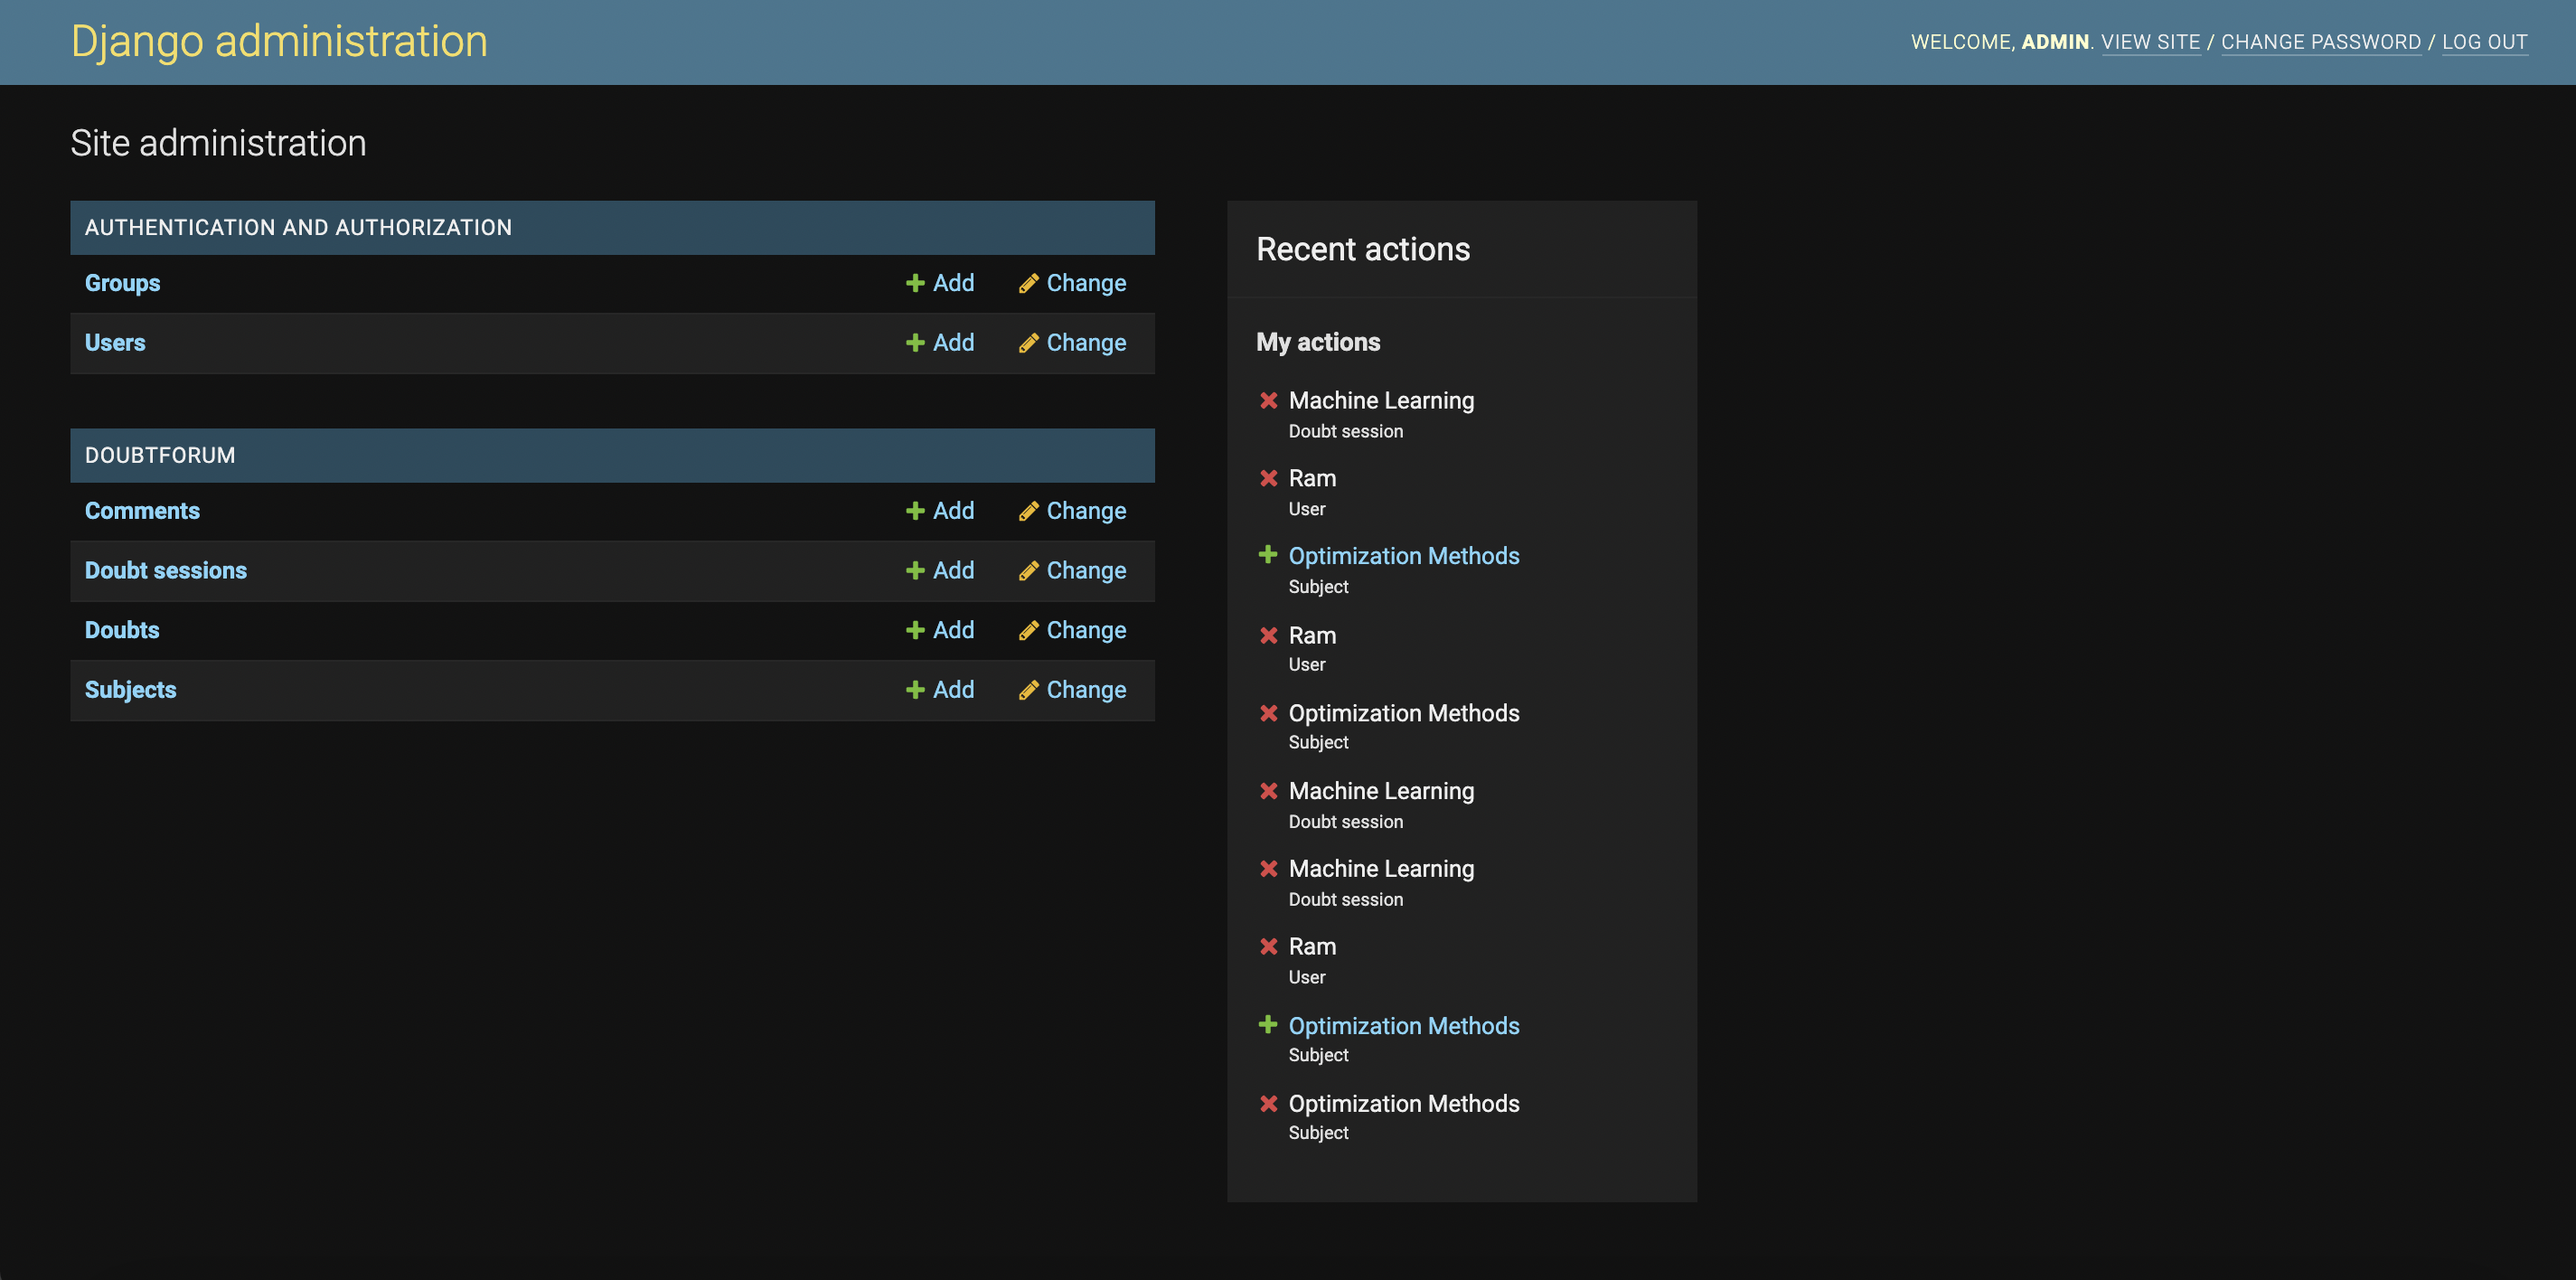 Django administration
WELCOME, ADMIN. VIEW SITE / CHANGE PASSWORD / LOG OUT
Site administration
AUTHENTICATION AND AUTHORIZATION
Groups Add Change
Users Add Change
DOUBTFORUM
Comments Add Change
Doubt sessions Add Change
Doubts Add Change
Subjects Add Change
Recent actions
My actions
Machine Learning
Doubt session
Ram
User
Optimization Methods
Subject
Ram
User
Optimization Methods
Subject
Machine Learning
Doubt session
Machine Learning
Doubt session
Ram
User
Optimization Methods
Subject
Optimization Methods
Subject